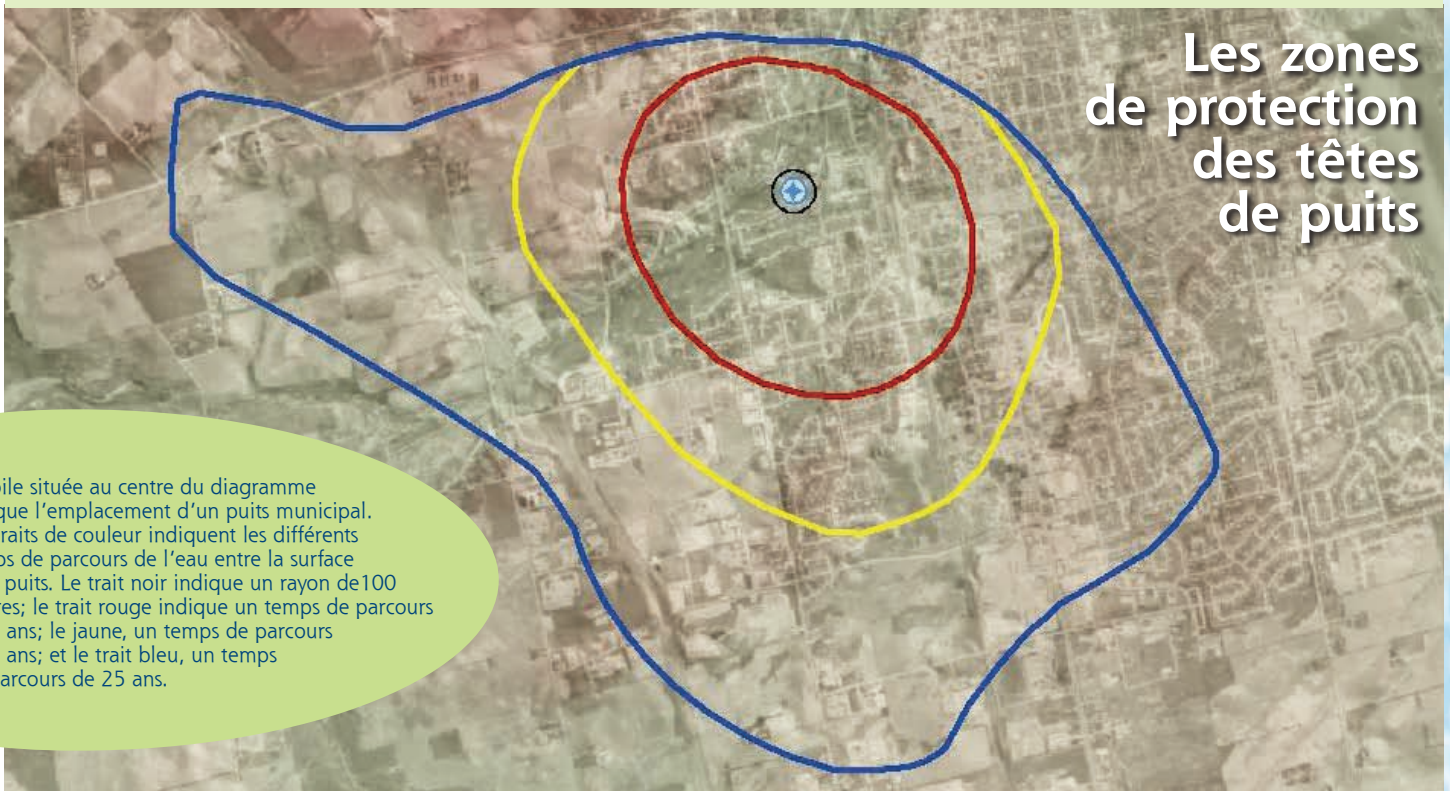 Les zones
de protection
des têtes
de puits
ile située au centre du diagramme
que l'emplacement d'un puits municipal.
raits de couleur indiquent les différents
ps de parcours de l'eau entre la surface
puits. Le trait noir indique un rayon de100
res; le trait rouge indique un temps de parcours
ans; le jaune, un temps de parcours
ans; et le trait bleu, un temps
arcours de 25 ans.